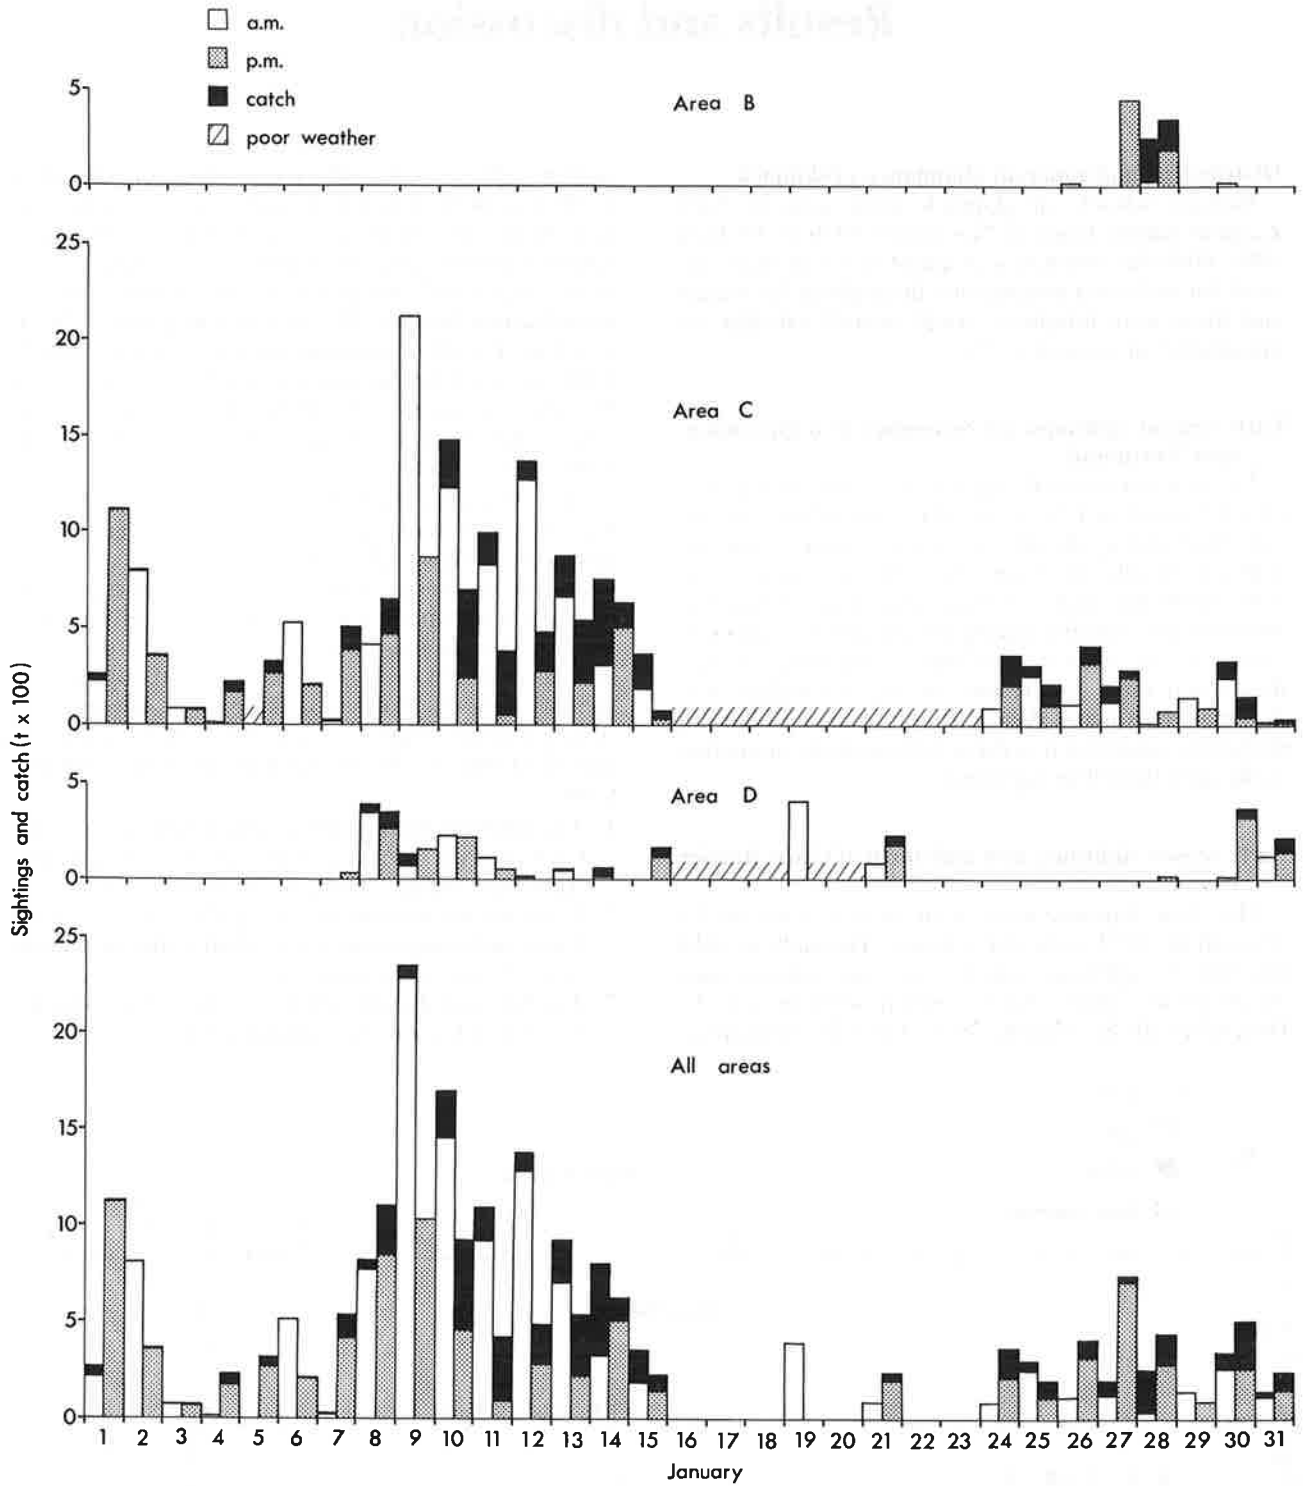 a.m.
p.m.
catch
poor weather
5
0
Area B
25
20
15
10
5
0
Area C
5
0
Area D
25
20
15
10
5
0
All areas
Sightings and catch (t x 100)
1 2 3 4 5 6 7 8 9 10 11 12 13 14 15 16 17 18 19 20 21 22 23 24 25 26 27 28 29 30 31
January